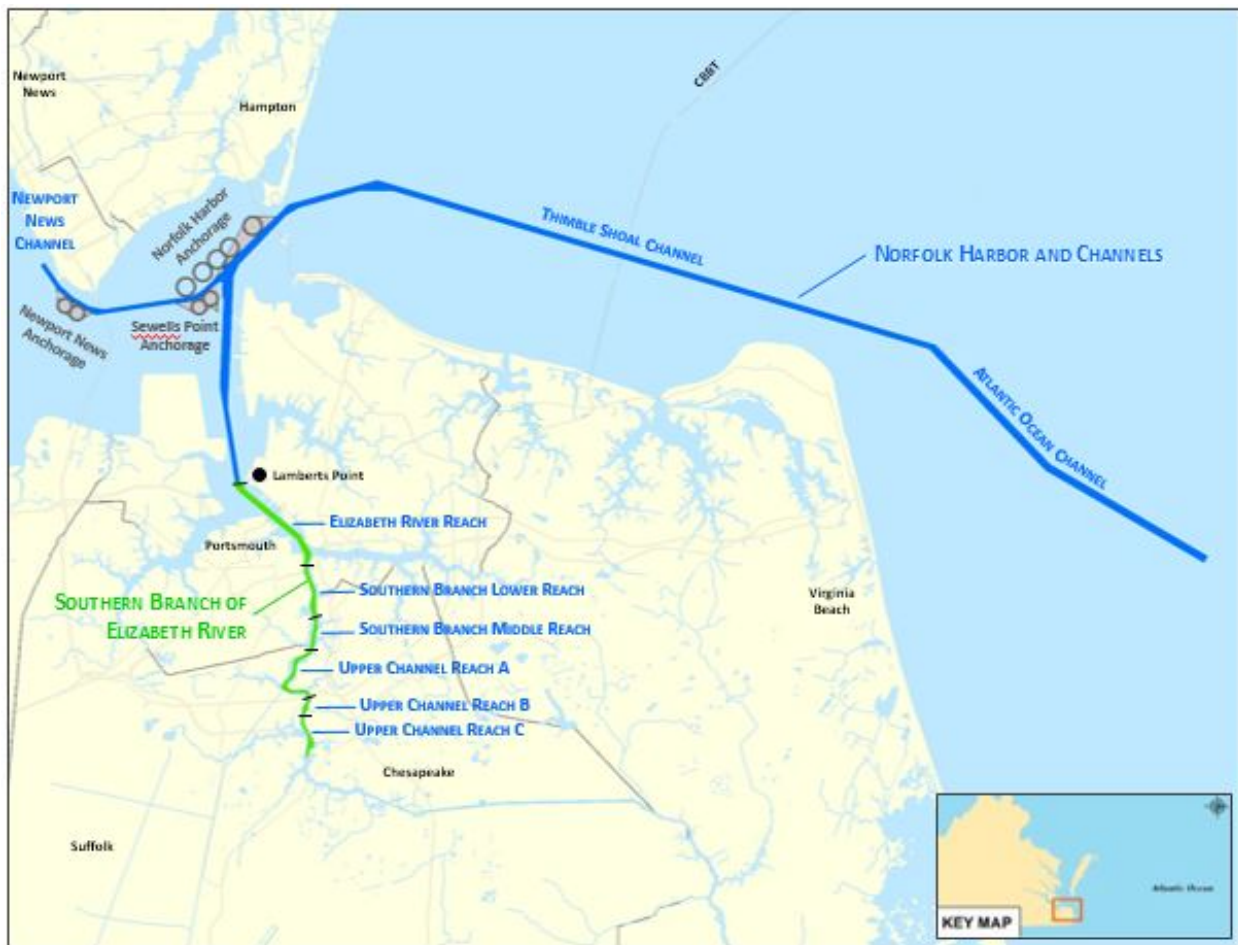 Newport
News
Hampton
CBBT
NEWPORT
NEWS
CHANNEL
Norfolk Harbor
Anchorage
THIMBLE SHOAL CHANNEL
NORFOLK HARBOR AND CHANNELS
Newport News
Anchorage
Sewells Point
Anchorage
ATLANTIC OCEAN CHANNEL
Lamberts Point
ELIZABETH RIVER REACH
Portsmouth
SOUTHERN BRANCH OF
ELIZABETH RIVER
SOUTHERN BRANCH LOWER REACH
Virginia
Beach
SOUTHERN BRANCH MIDDLE REACH
UPPER CHANNEL REACH A
UPPER CHANNEL REACH B
UPPER CHANNEL REACH C
Chesapeake
Suffolk
Atlantic Ocean
KEY MAP